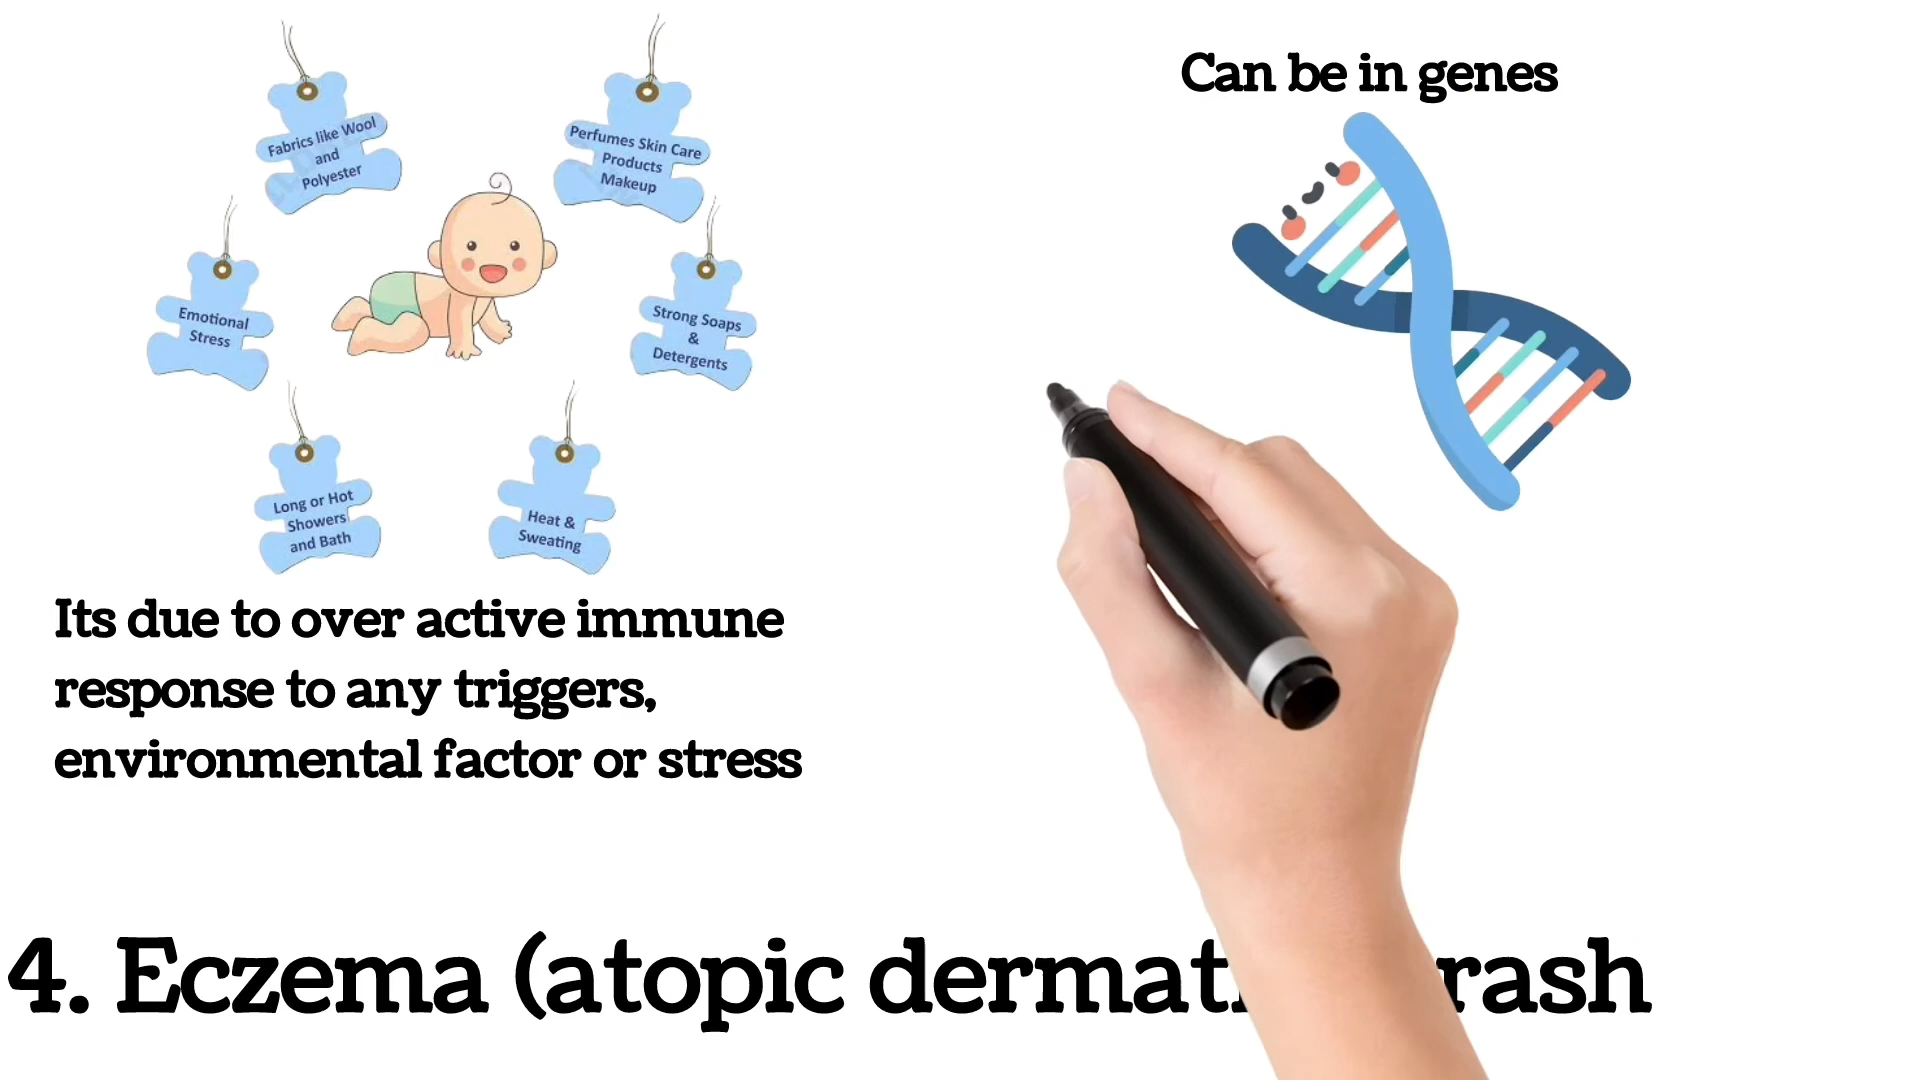 Fabrics like Wool
and
Polyester
Perfumes Skin Care
Products
Makeup
Emotional
Stress
Strong Soaps
&
Detergents
Long or Hot
Showers
and Bath
Heat &
Sweating
Its due to over active immune
response to any triggers,
environmental factor or stress
Can be in genes
4. Eczema (atopic rash